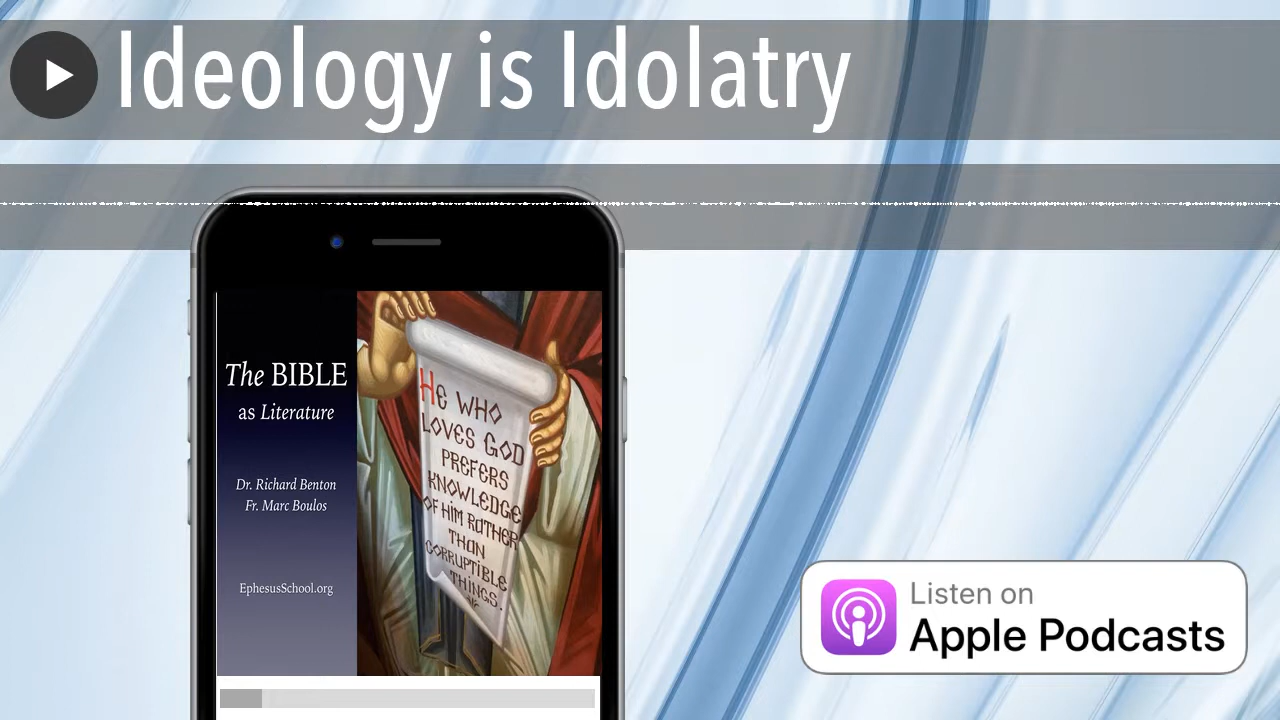 Ideology is Idolatry
The BIBLE
as Literature
Dr. Richard Benton
Fr. Marc Boulos
EphesusSchool.org
HE WHO
LOVES GOD
PREFERS
KNOWLEDGE
OF HIM RATHER
THAN
CORRUPTIBLE
THINGS.
Listen on
Apple Podcasts